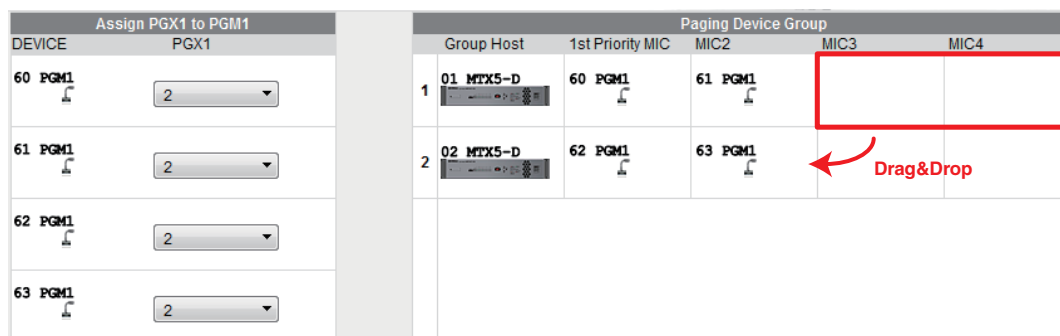 Assign PGX1 to PGM1
DEVICE PGX1
60 PGM1
2
61 PGM1
2
62 PGM1
2
63 PGM1
2
Paging Device Group
Group Host 1st Priority MIC MIC2 MIC3 MIC4
1 01 MTX5-D 60 PGM1 61 PGM1
2 02 MTX5-D 62 PGM1 63 PGM1
Drag&Drop